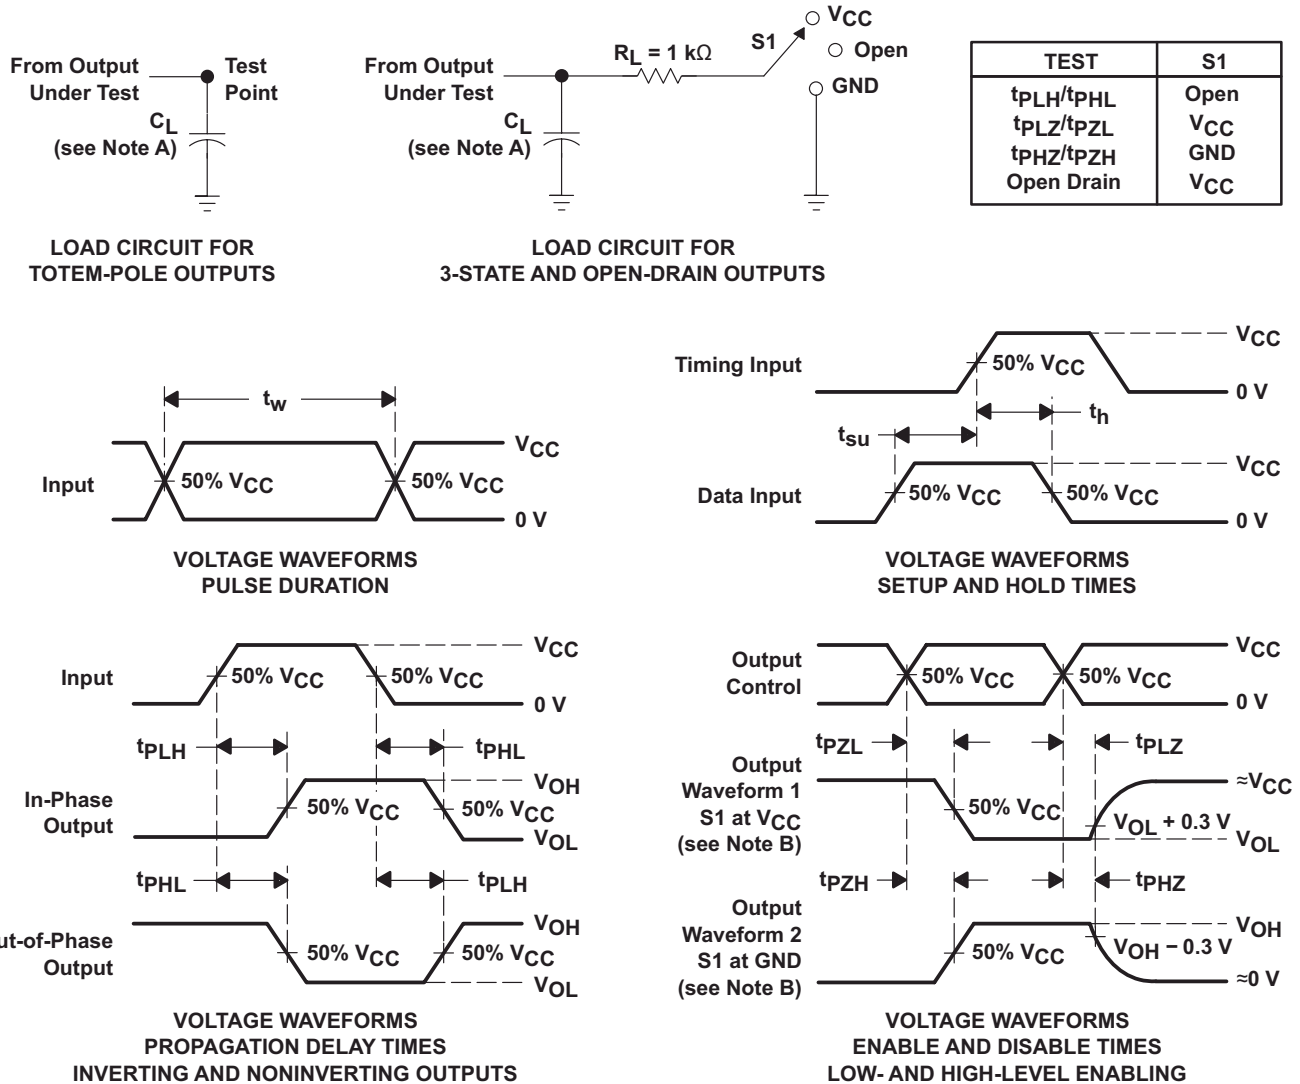 From Output
Under Test
Test
Point
CL
(see Note A)
LOAD CIRCUIT FOR
TOTEM-POLE OUTPUTS
From Output
Under Test
RL = 1 kΩ
S1
VCC
Open
GND
CL
(see Note A)
LOAD CIRCUIT FOR
3-STATE AND OPEN-DRAIN OUTPUTS
TEST S1
tPLH/tPHL Open
tPLZ/tPZL VCC
tPHZ/tPZH GND
Open Drain VCC
tw
Input
50% VCC
50% VCC
VCC
0 V
VOLTAGE WAVEFORMS
PULSE DURATION
Timing Input
50% VCC
VCC
0 V
th
tsu
Data Input
50% VCC
50% VCC
VCC
0 V
VOLTAGE WAVEFORMS
SETUP AND HOLD TIMES
Input
50% VCC
50% VCC
VCC
0 V
tPLH
tPHL
In-Phase
Output
50% VCC
50% VCC
VOH
VOL
tPHL
tPLH
ut-of-Phase
Output
50% VCC
50% VCC
VOH
VOL
VOLTAGE WAVEFORMS
PROPAGATION DELAY TIMES
INVERTING AND NONINVERTING OUTPUTS
Output
Control
50% VCC
50% VCC
VCC
0 V
tPZL
tPLZ
Output
Waveform 1
S1 at VCC
(see Note B)
50% VCC
VOL + 0.3 V
≈VCC
VOL
tPZH
tPHZ
Output
Waveform 2
S1 at GND
(see Note B)
50% VCC
VOH − 0.3 V
VOH
≈0 V
VOLTAGE WAVEFORMS
ENABLE AND DISABLE TIMES
LOW- AND HIGH-LEVEL ENABLING